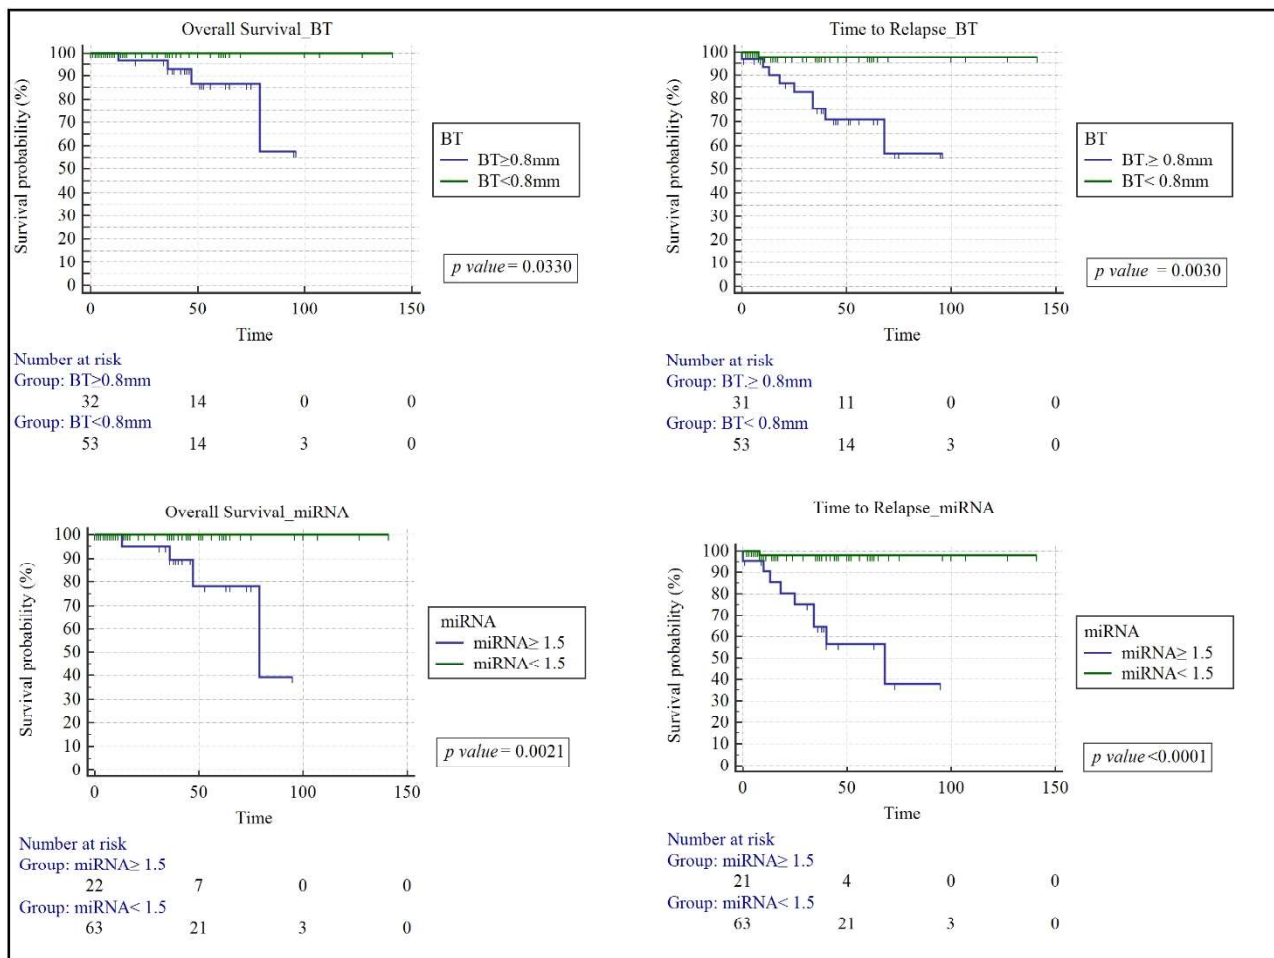 Overall Survival_BT
Survival probability (%)
100
90
80
70
60
50
40
30
20
10
0
0 50 100 150
Time
BT
BT≥0.8mm
BT<0.8mm
p value = 0.0330
Number at risk
Group: BT≥0.8mm
32 14 0 0
Group: BT<0.8mm
53 14 3 0
Time to Relapse_BT
Survival probability (%)
100
90
80
70
60
50
40
30
20
10
0
0 50 100 150
Time
BT
BT.≥ 0.8mm
BT< 0.8mm
p value = 0.0030
Number at risk
Group: BT.≥ 0.8mm
31 11 0 0
Group: BT< 0.8mm
53 14 3 0
Overall Survival_miRNA
Survival probability (%)
100
90
80
70
60
50
40
30
20
10
0
0 50 100 150
Time
miRNA
miRNA≥ 1.5
miRNA< 1.5
p value = 0.0021
Number at risk
Group: miRNA≥ 1.5
22 7 0 0
Group: miRNA< 1.5
63 21 3 0
Time to Relapse_miRNA
Survival probability (%)
100
90
80
70
60
50
40
30
20
10
0
0 50 100 150
Time
miRNA
miRNA≥ 1.5
miRNA< 1.5
p value <0.0001
Number at risk
Group: miRNA≥ 1.5
21 4 0 0
Group: miRNA< 1.5
63 21 3 0